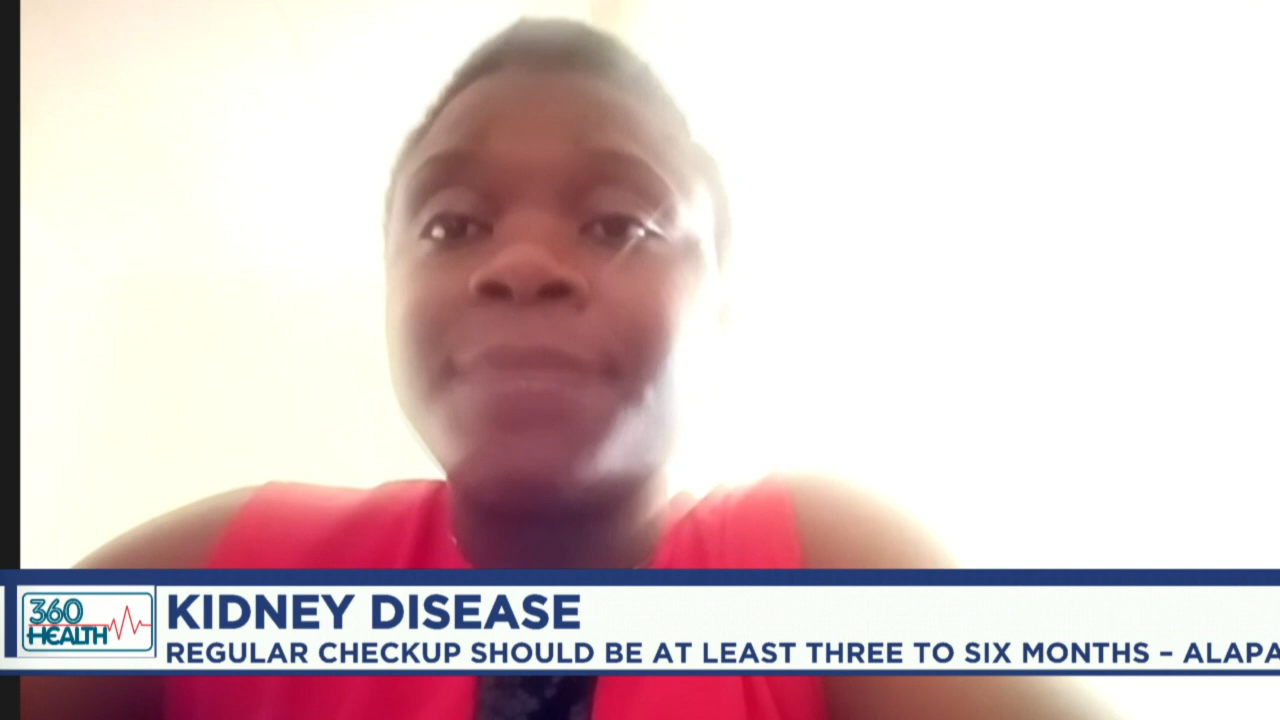 360
HEALTH
KIDNEY DISEASE
REGULAR CHECKUP SHOULD BE AT LEAST THREE TO SIX MONTHS – ALAPA